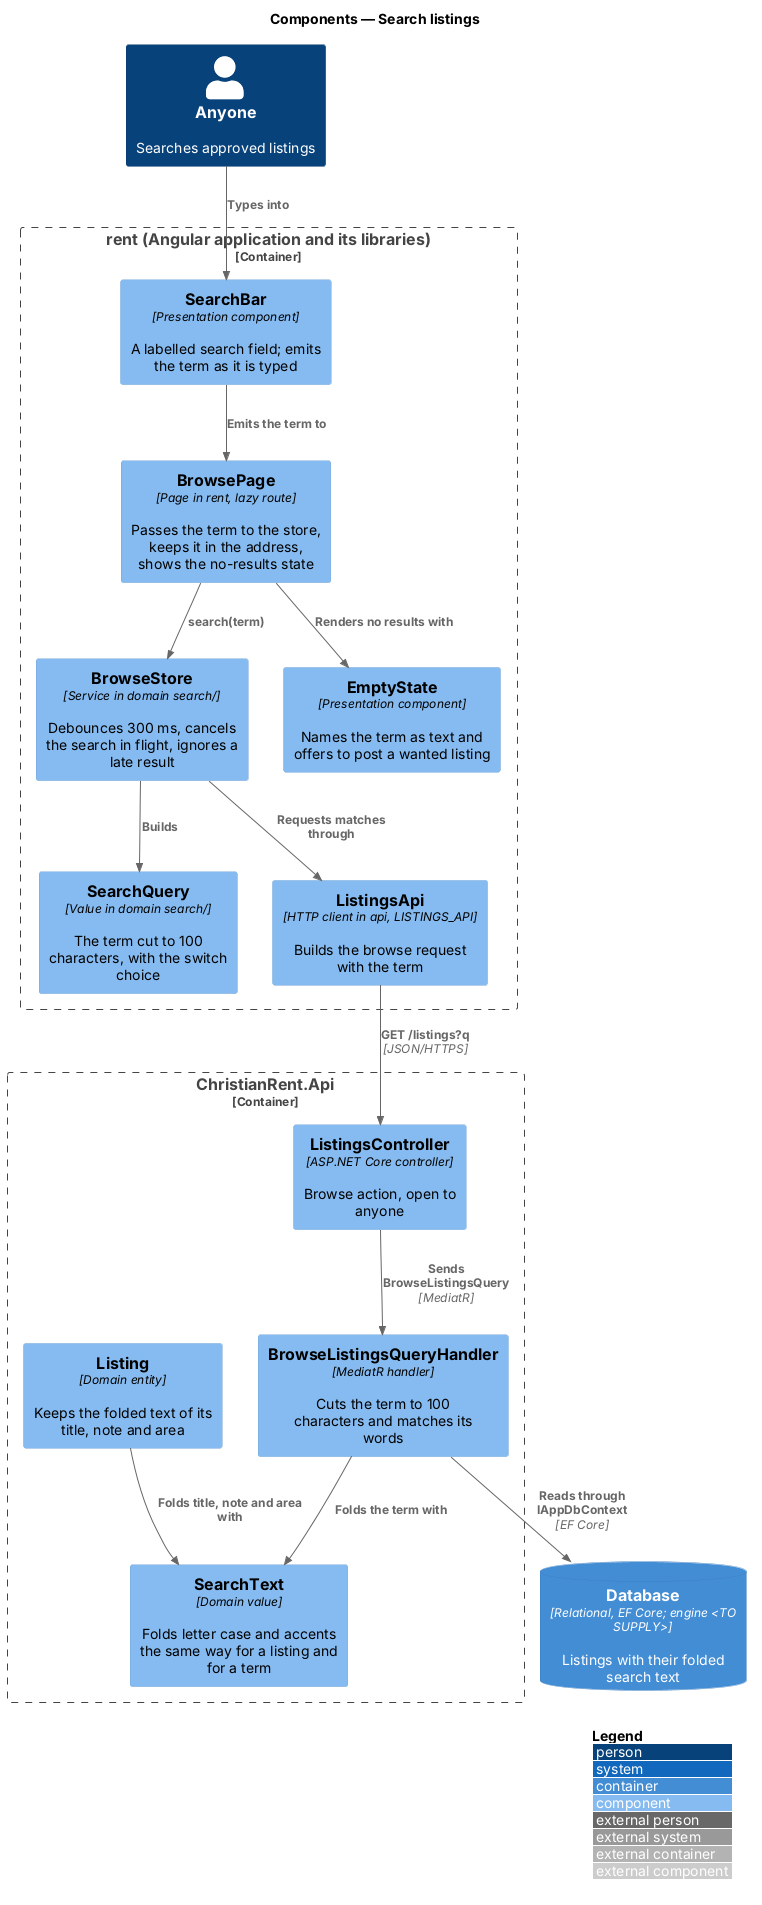 Components — Search listings
Anyone
Searches approved listings
Types into
rent (Angular application and its libraries)
[Container]
SearchBar
[Presentation component]
A labelled search field; emits
the term as it is typed
Emits the term to
BrowsePage
[Page in rent, lazy route]
Passes the term to the store,
keeps it in the address,
shows the no-results state
search(term)
Renders no results with
BrowseStore
[Service in domain search/]
Debounces 300 ms, cancels
the search in flight, ignores a
late result
EmptyState
[Presentation component]
Names the term as text and
offers to post a wanted listing
Builds
Requests matches
through
SearchQuery
[Value in domain search/]
The term cut to 100
characters, with the switch
choice
ListingsApi
[HTTP client in api, LISTINGS_API]
Builds the browse request
with the term
GET /listings?q
[JSON/HTTPS]
ChristianRent.Api
[Container]
ListingsController
[ASP.NET Core controller]
Browse action, open to
anyone
Sends
BrowseListingsQuery
[MediatR]
Listing
[Domain entity]
Keeps the folded text of its
title, note and area
BrowseListingsQueryHandler
[MediatR handler]
Cuts the term to 100
characters and matches its
words
Folds title, note and area
with
Folds the term with
Reads through
IAppDbContext
[EF Core]
SearchText
[Domain value]
Folds letter case and accents
the same way for a listing and
for a term
Database
[Relational, EF Core; engine <TO
SUPPLY>]
Listings with their folded
search text
Legend
person
system
container
component
external person
external system
external container
external component